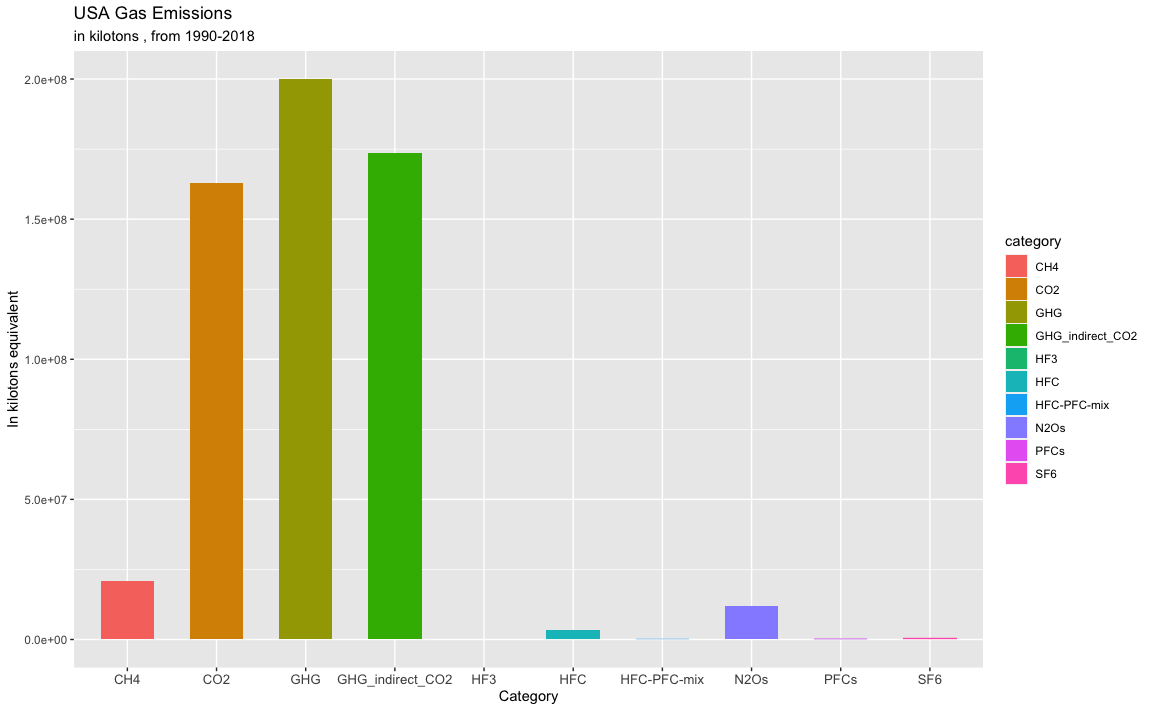 USA Gas Emissions
in kilotons , from 1990-2018
2.0e+08
1.5e+08
1.0e+08
5.0e+07
0.0e+00
In kilotons equivalent
CH4 CO2 GHG GHG_indirect_CO2 HF3 HFC HFC-PFC-mix N2Os PFCs SF6
Category
category
CH4
CO2
GHG
GHG_indirect_CO2
HF3
HFC
HFC-PFC-mix
N2Os
PFCs
SF6